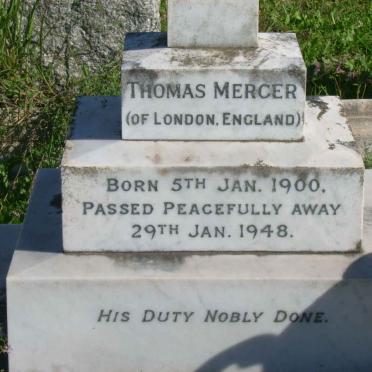 THOMAS MERCER
(OF LONDON, ENGLAND)
BORN 5TH JAN. 1900.
PASSED PEACEFULLY AWAY
29TH JAN. 1948.
HIS DUTY NOBLY DONE.